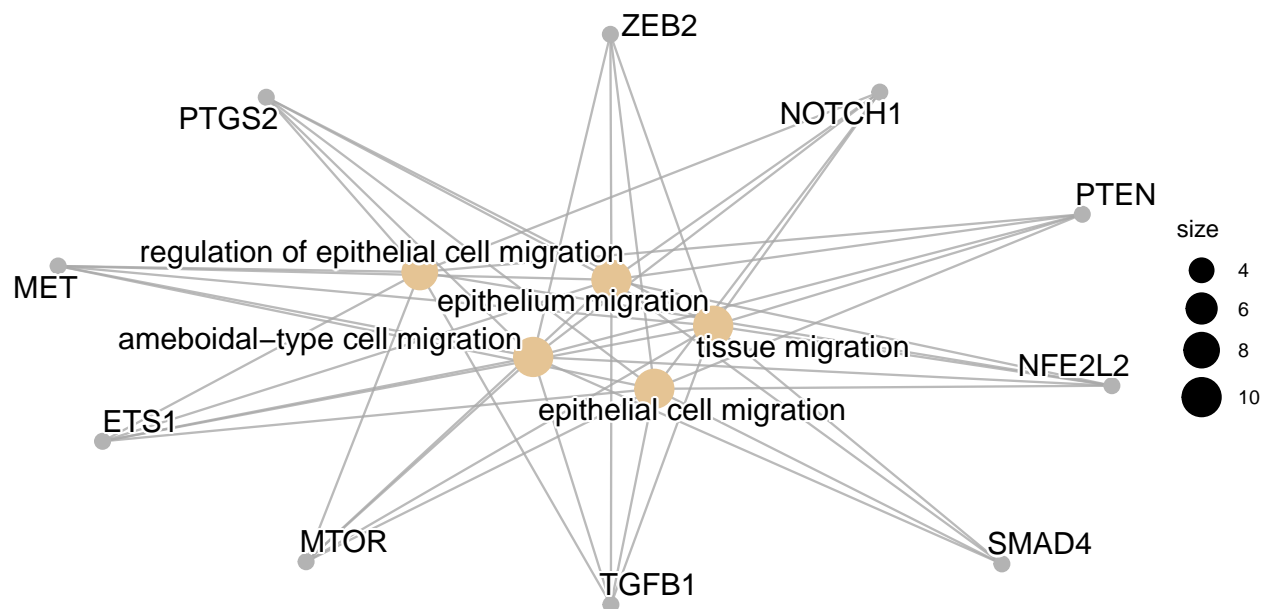 ZEB2
PTGS2
NOTCH1
PTEN
size
regulation of epithelial cell migration
4
MET
epithelium migration
6
ameboidal−type cell migration
tissue migration
8
NFE2L2
10
epithelial cell migration
ETS1
MTOR
SMAD4
TGFB1